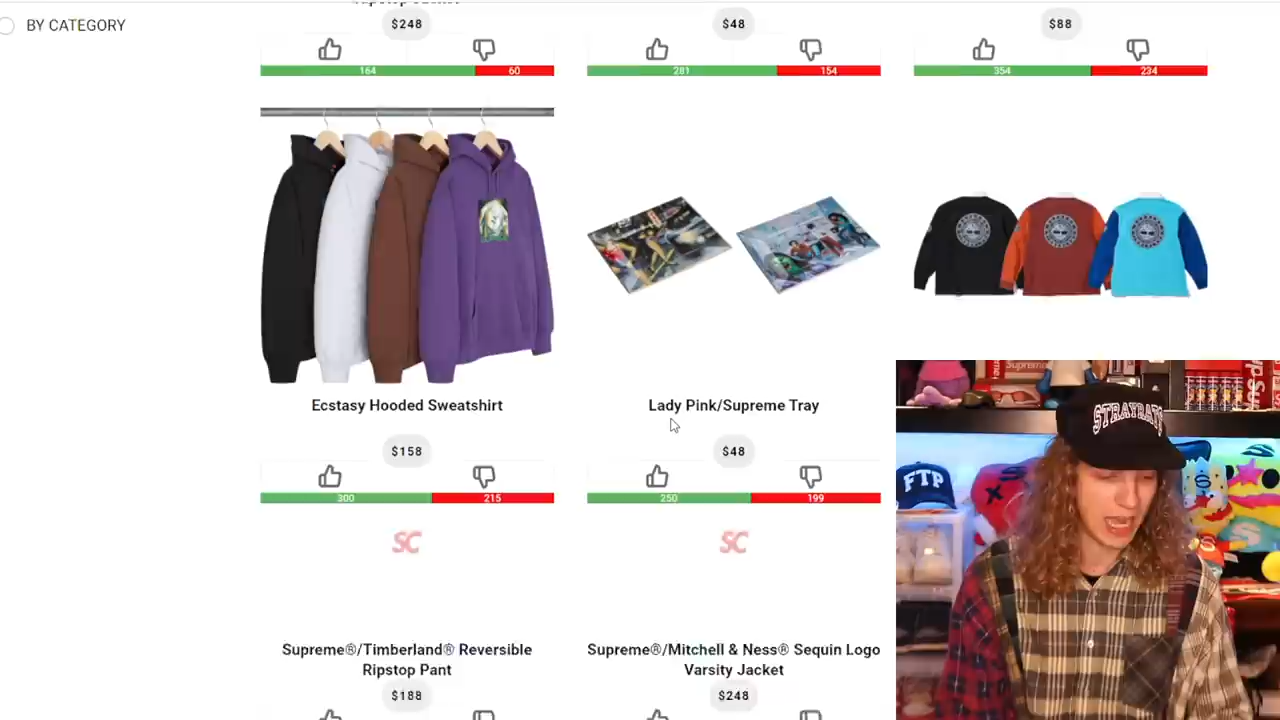 BY CATEGORY
$248
$48
$88
164
60
281
154
354
234
Ecstasy Hooded Sweatshirt
Lady Pink/Supreme Tray
$158
$48
300
215
250
199
SC
SC
Supreme®/Timberland® Reversible
Ripstop Pant
Supreme®/Mitchell & Ness® Sequin Logo
Varsity Jacket
$188
$248
Supreme
STRAYRATS
FTP